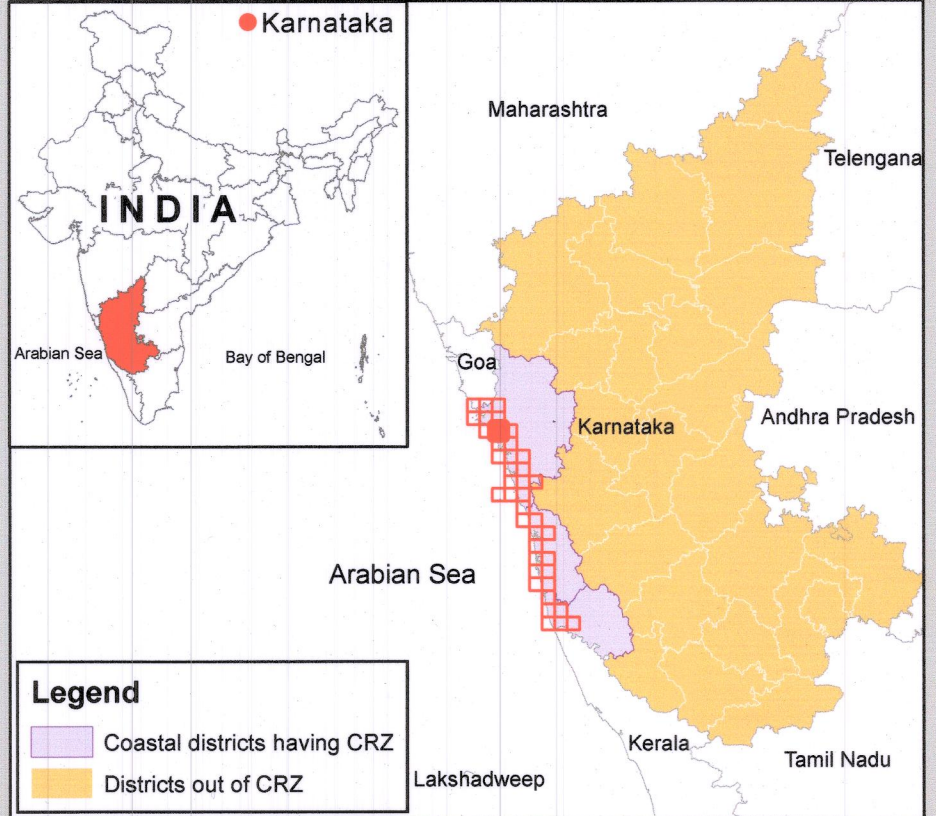 Karnataka
INDIA
Arabian Sea
Bay of Bengal
Maharashtra
Telengana
Goa
Karnataka
Andhra Pradesh
Arabian Sea
Kerala
Tamil Nadu
Lakshadweep
Legend
Coastal districts having CRZ
Districts out of CRZ